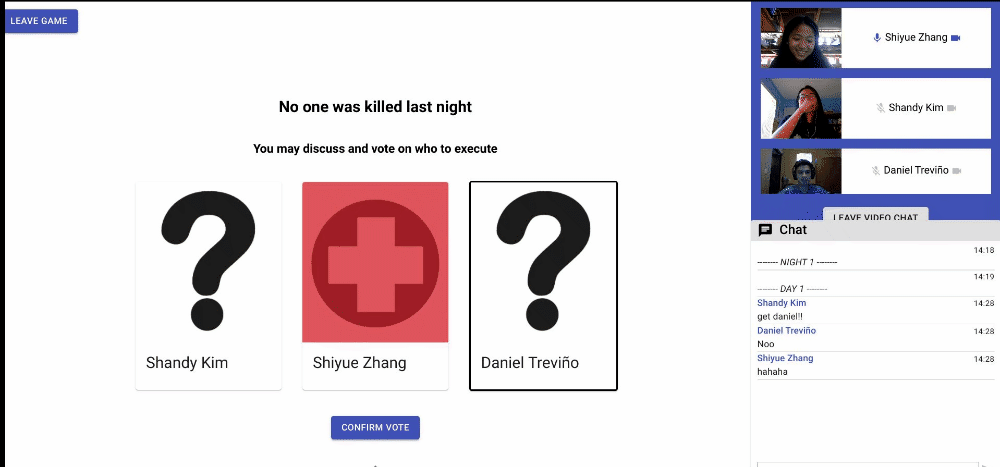 LEAVE GAME
No one was killed last night
You may discuss and vote on who to execute
?
Shandy Kim
Shiyue Zhang
?
Daniel Treviño
CONFIRM VOTE
Shiyue Zhang
Shandy Kim
Daniel Treviño
LEAVE VIDEO CHAT
Chat
14:18
-------- NIGHT 1 --------
14:19
-------- DAY 1 --------
Shandy Kim 14:28
get daniel!!
Daniel Treviño 14:28
Noo
Shiyue Zhang 14:28
hahaha